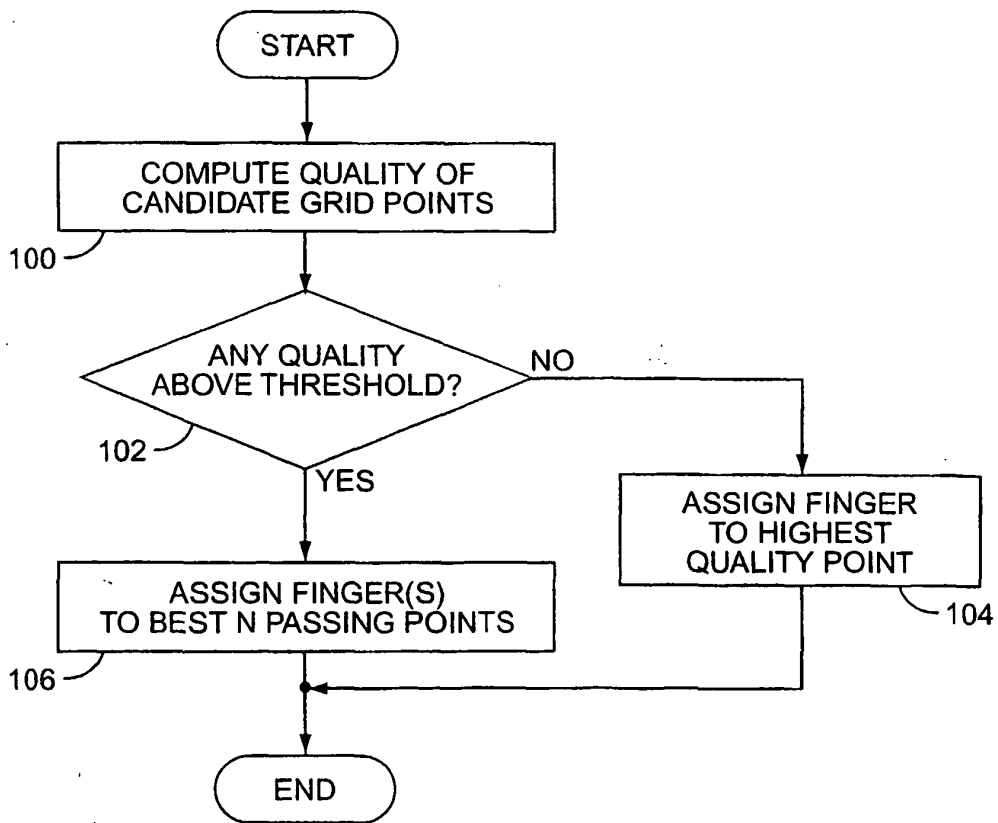 START
COMPUTE QUALITY OF
CANDIDATE GRID POINTS
100
ANY QUALITY
ABOVE THRESHOLD?
NO
102
YES
ASSIGN FINGER
TO HIGHEST
QUALITY POINT
104
ASSIGN FINGER(S)
TO BEST N PASSING POINTS
106
END